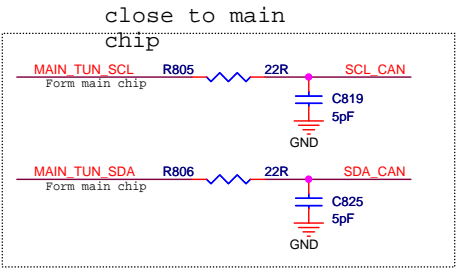 close to main
chip
MAIN_TUN_SCL R805 22R SCL_CAN
Form main chip
C819
5pF
GND
MAIN_TUN_SDA R806 22R SDA_CAN
Form main chip
C825
5pF
GND